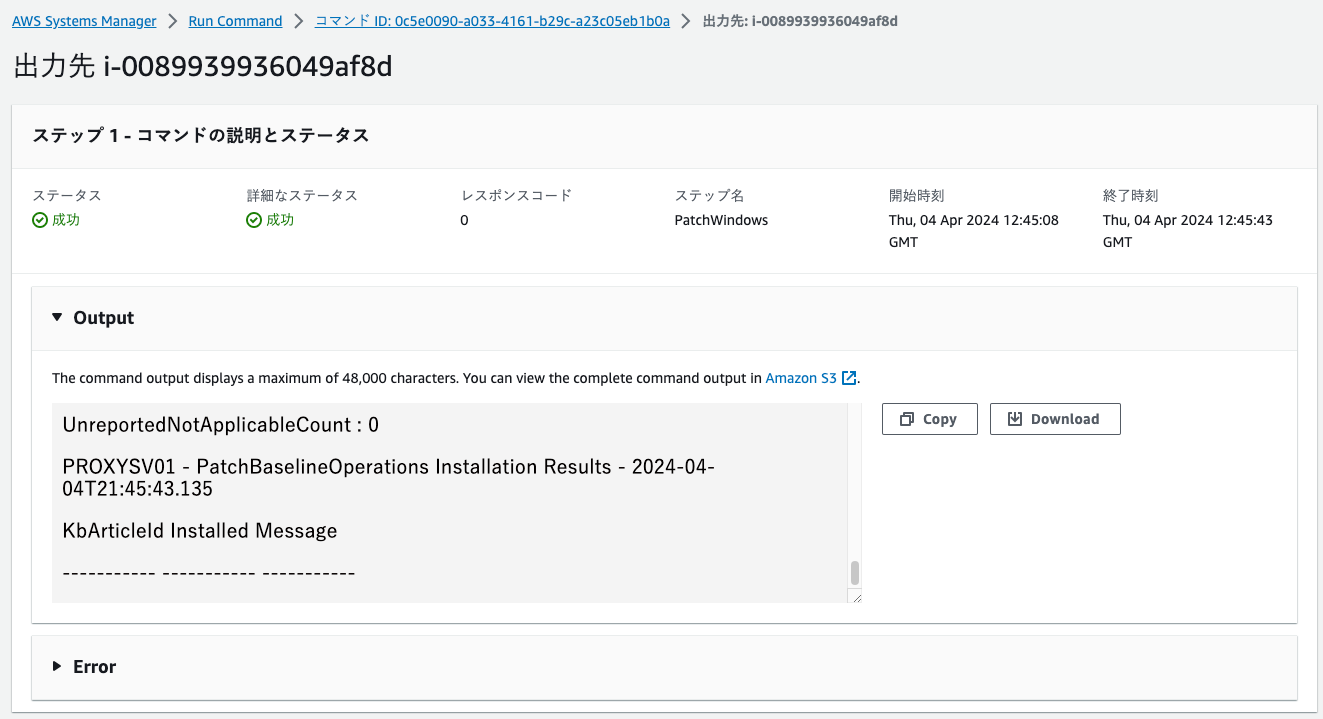 AWS Systems Manager > Run Command > コマンド ID: 0c5e0090-a033-4161-b29c-a23c05eb1b0a > 出力先: i-0089939936049af8d
出力先 i-0089939936049af8d
ステップ 1 - コマンドの説明とステータス
ステータス 詳細なステータス レスポンスコード ステップ名 開始時刻 終了時刻
成功 成功 0 PatchWindows Thu, 04 Apr 2024 12:45:08 Thu, 04 Apr 2024 12:45:43
GMT GMT
Output
The command output displays a maximum of 48,000 characters. You can view the complete command output in Amazon S3.
Copy Download
UnreportedNotApplicableCount : 0
PROXYSV01 - PatchBaselineOperations Installation Results - 2024-04-
04T21:45:43.135
KbArticleId Installed Message
----------- ----------- -----------
Error